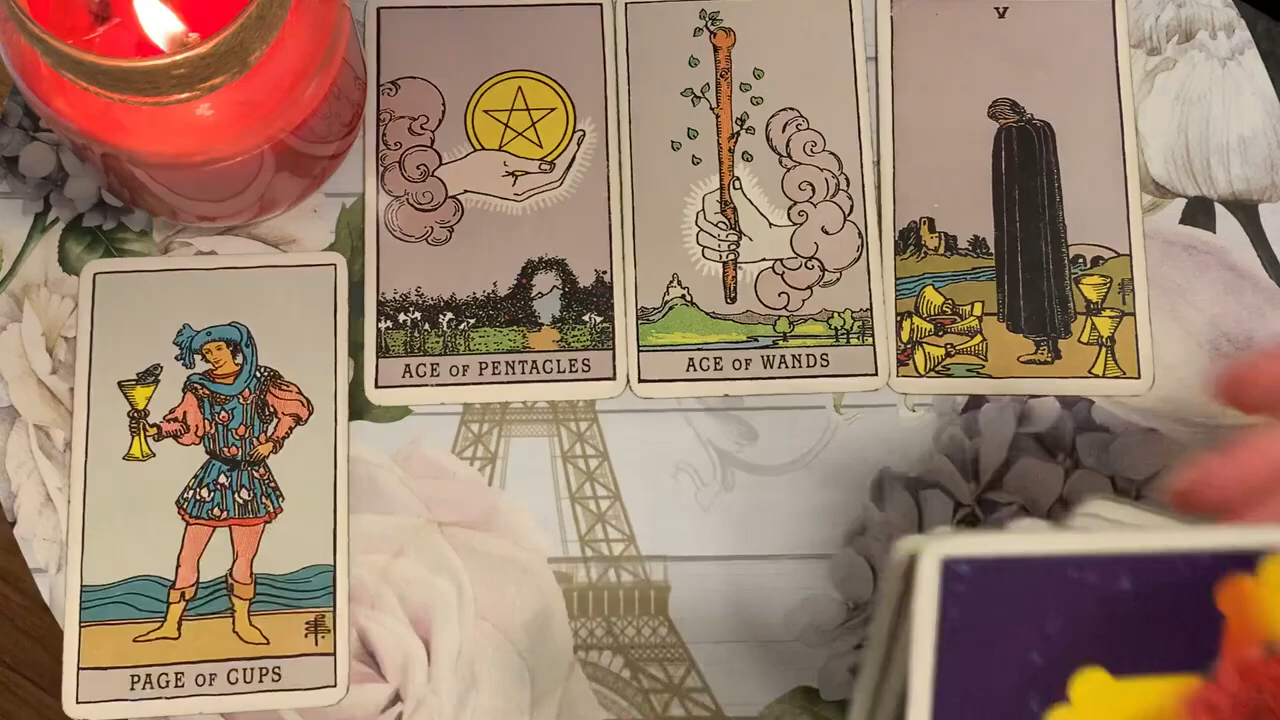 V
ACE OF PENTACLES
ACE OF WANDS
PAGE OF CUPS